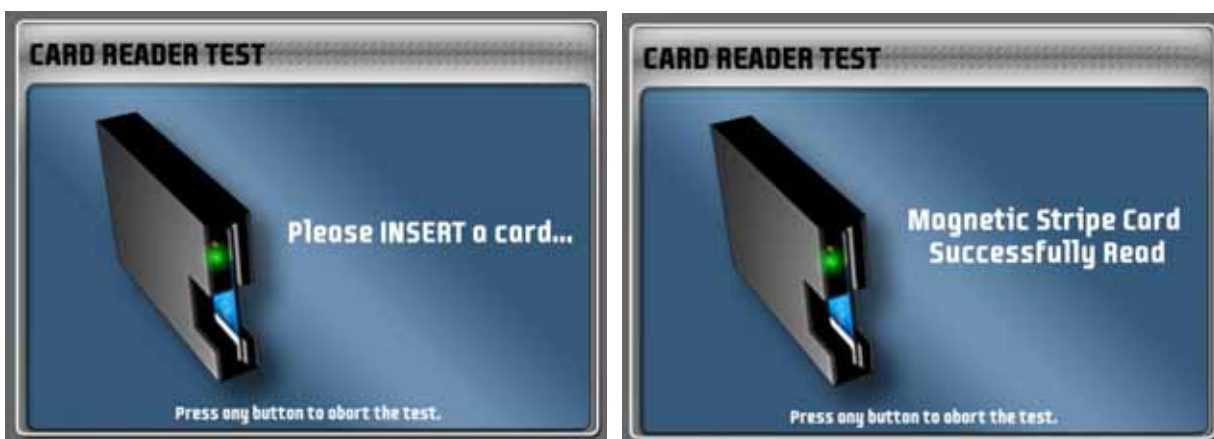 CARD READER TEST
Please INSERT a card...
Press any button to abort the test.
CARD READER TEST
Magnetic Stripe Card
Successfully Read
Press any button to abort the test.